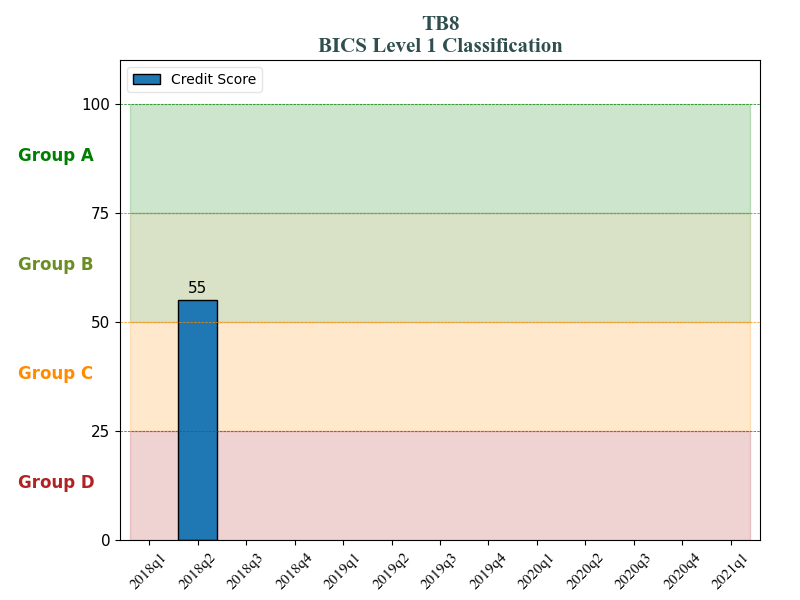 TB8
BICS Level 1 Classification
Credit Score
100
Group A
75
Group B
55
50
Group C
25
Group D
0
2018q1 2018q2 2018q3 2018q4 2019q1 2019q2 2019q3 2019q4 2020q1 2020q2 2020q3 2020q4 2021q1